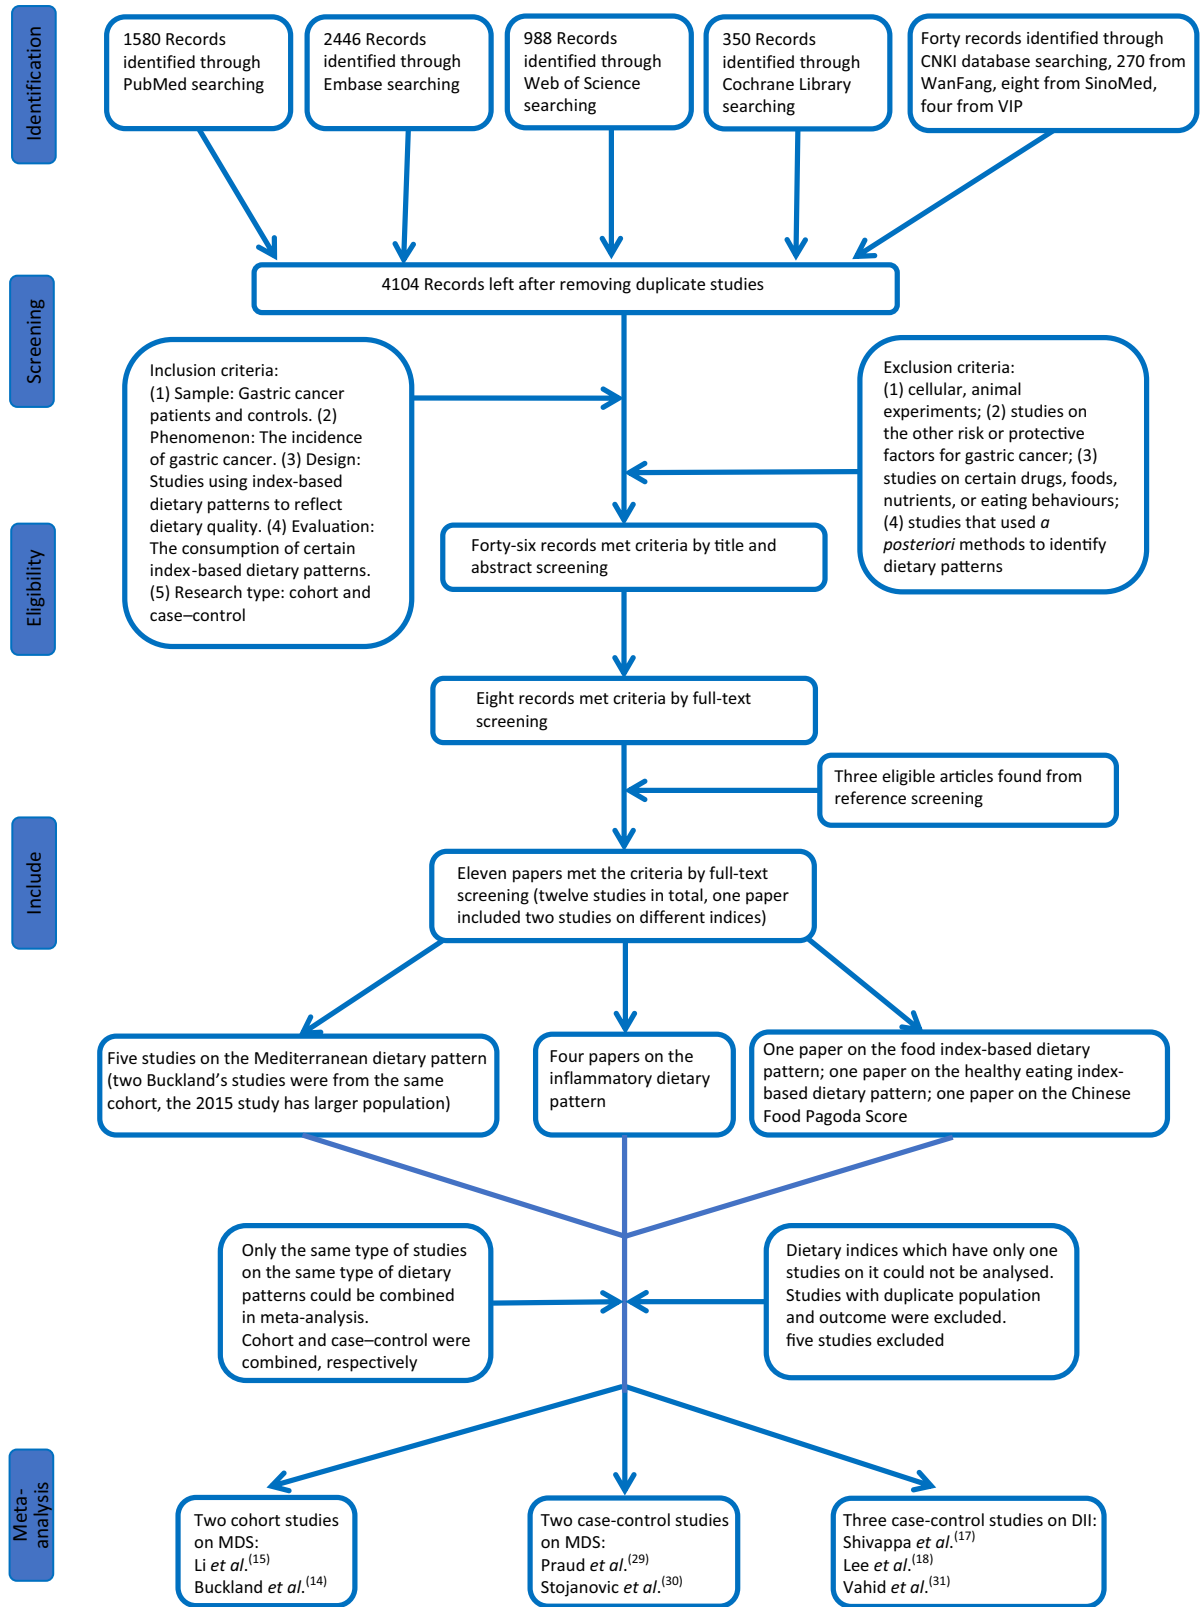 Identification
1580 Records
identified through
PubMed searching
2446 Records
identified through
Embase searching
988 Records
identified through
Web of Science
searching
350 Records
identified through
Cochrane Library
searching
Forty records identified through
CNKI database searching, 270 from
WanFang, eight from SinoMed,
four from VIP
Screening
4104 Records left after removing duplicate studies
Inclusion criteria:
(1) Sample: Gastric cancer
patients and controls. (2)
Phenomenon: The incidence
of gastric cancer. (3) Design:
Studies using index-based
dietary patterns to reflect
dietary quality. (4) Evaluation:
The consumption of certain
index-based dietary patterns.
(5) Research type: cohort and
case–control
Exclusion criteria:
(1) cellular, animal
experiments; (2) studies on
the other risk or protective
factors for gastric cancer; (3)
studies on certain drugs, foods,
nutrients, or eating behaviours;
(4) studies that used a
posteriori methods to identify
dietary patterns
Eligibility
Forty-six records met criteria by title and
abstract screening
Eight records met criteria by full-text
screening
Three eligible articles found from
reference screening
Include
Eleven papers met the criteria by full-text
screening (twelve studies in total, one paper
included two studies on different indices)
Five studies on the Mediterranean dietary pattern
(two Buckland's studies were from the same
cohort, the 2015 study has larger population)
Four papers on the
inflammatory dietary
pattern
One paper on the food index-based dietary
pattern; one paper on the healthy eating index-
based dietary pattern; one paper on the Chinese
Food Pagoda Score
Only the same type of studies
on the same type of dietary
patterns could be combined
in meta-analysis.
Cohort and case–control were
combined, respectively
Dietary indices which have only one
studies on it could not be analysed.
Studies with duplicate population
and outcome were excluded.
five studies excluded
Meta-
analysis
Two cohort studies
on MDS:
Li et al.(15)
Buckland et al.(14)
Two case-control studies
on MDS:
Praud et al.(29)
Stojanovic et al.(30)
Three case-control studies on DII:
Shivappa et al.(17)
Lee et al.(18)
Vahid et al.(31)